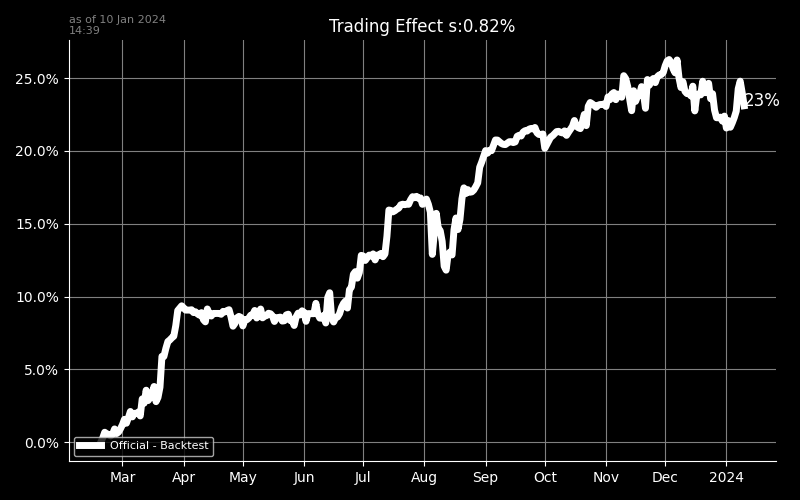 as of 10 Jan 2024
14:39
Trading Effect s:0.82%
25.0%
23%
20.0%
15.0%
10.0%
5.0%
0.0%
Official - Backtest
Mar Apr May Jun Jul Aug Sep Oct Nov Dec 2024